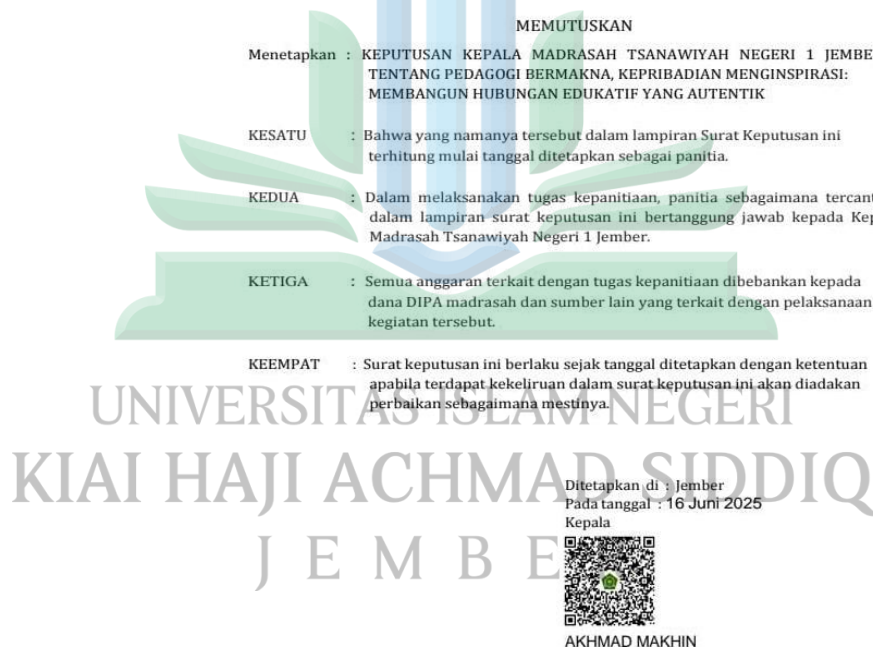 MEMUTUSKAN
Menetapkan : KEPUTUSAN KEPALA MADRASAH TSANAWIYAH NEGERI 1 JEMBE
TENTANG PEDAGOGI BERMAKNA, KEPRIBADIAN MENGINSPIRASI:
MEMBANGUN HUBUNGAN EDUKATIF YANG AUTENTIK
KESATU : Bahwa yang namanya tersebut dalam lampiran Surat Keputusan ini
terhitung mulai tanggal ditetapkan sebagai panitia.
KEDUA : Dalam melaksanakan tugas kepanitiaan, panitia sebagaimana tercant
dalam lampiran surat keputusan ini bertanggung jawab kepada Kep
Madrasah Tsanawiyah Negeri 1 Jember.
KETIGA : Semua anggaran terkait dengan tugas kepanitiaan dibebankan kepada
dana DIPA madrasah dan sumber lain yang terkait dengan pelaksanaan
kegiatan tersebut.
KEEMPAT : Surat keputusan ini berlaku sejak tanggal ditetapkan dengan ketentuan
apabila terdapat kekeliruan dalam surat keputusan ini akan diadakan
perbaikan sebagaimana mestinya.
UNIVERSITAS ISLAM NEGERI
KIAI HAJI ACHMAD SIDDIQ
JEMBE
Ditetapkan di : Jember
Pada tanggal : 16 Juni 2025
Kepala
AKHMAD MAKHIN